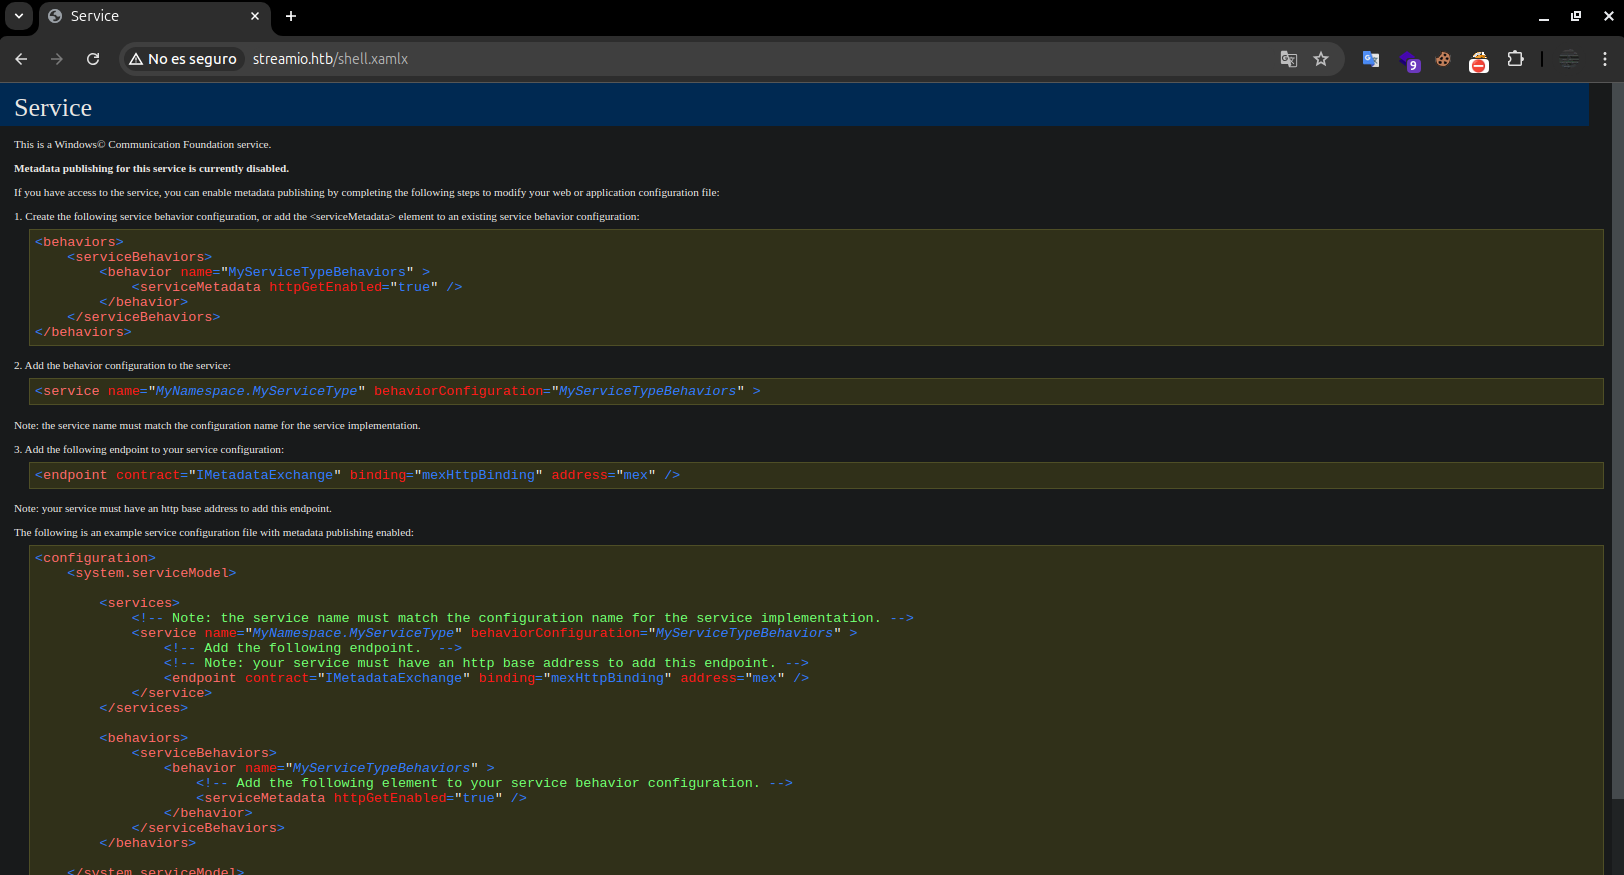 Service
No es seguro streamio.htb/shell.xamlx
9
Service
This is a Windows© Communication Foundation service.
Metadata publishing for this service is currently disabled.
If you have access to the service, you can enable metadata publishing by completing the following steps to modify your web or application configuration file:
1. Create the following service behavior configuration, or add the <serviceMetadata> element to an existing service behavior configuration:
<behaviors>
    <serviceBehaviors>
        <behavior name="MyServiceTypeBehaviors" >
            <serviceMetadata httpGetEnabled="true" />
        </behavior>
    </serviceBehaviors>
</behaviors>
2. Add the behavior configuration to the service:
<service name="MyNamespace.MyServiceType" behaviorConfiguration="MyServiceTypeBehaviors" >
Note: the service name must match the configuration name for the service implementation.
3. Add the following endpoint to your service configuration:
<endpoint contract="IMetadataExchange" binding="mexHttpBinding" address="mex" />
Note: your service must have an http base address to add this endpoint.
The following is an example service configuration file with metadata publishing enabled:
<configuration>
    <system.serviceModel>
        <services>
            <!-- Note: the service name must match the configuration name for the service implementation. -->
            <service name="MyNamespace.MyServiceType" behaviorConfiguration="MyServiceTypeBehaviors" >
                <!-- Add the following endpoint.  -->
                <!-- Note: your service must have an http base address to add this endpoint. -->
                <endpoint contract="IMetadataExchange" binding="mexHttpBinding" address="mex" />
            </service>
        </services>
        <behaviors>
            <serviceBehaviors>
                <behavior name="MyServiceTypeBehaviors" >
                    <!-- Add the following element to your service behavior configuration. -->
                    <serviceMetadata httpGetEnabled="true" />
                </behavior>
            </serviceBehaviors>
        </behaviors>
    </system.serviceModel>